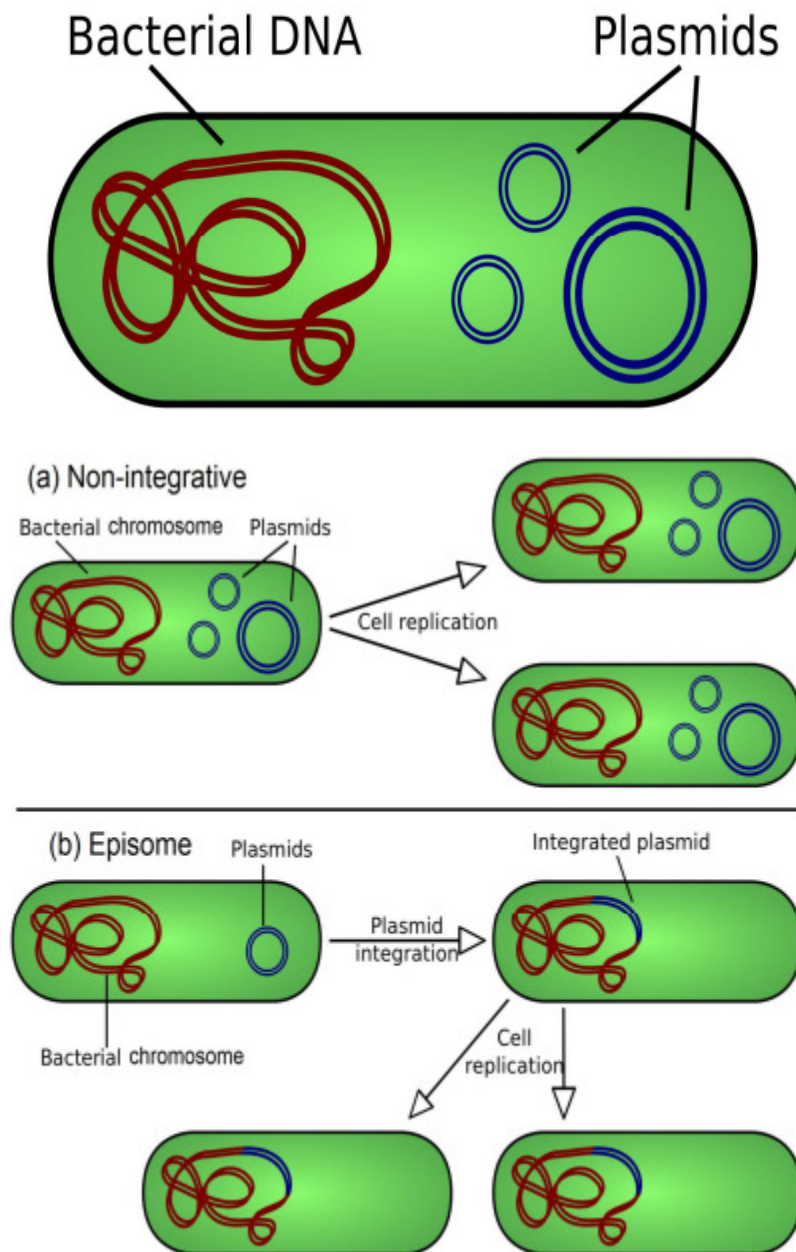 Bacterial DNA
Plasmids
(a) Non-integrative
Bacterial chromosome
Plasmids
Cell replication
(b) Episome
Plasmids
Integrated plasmid
Plasmid
integration
Bacterial chromosome
Cell
replication